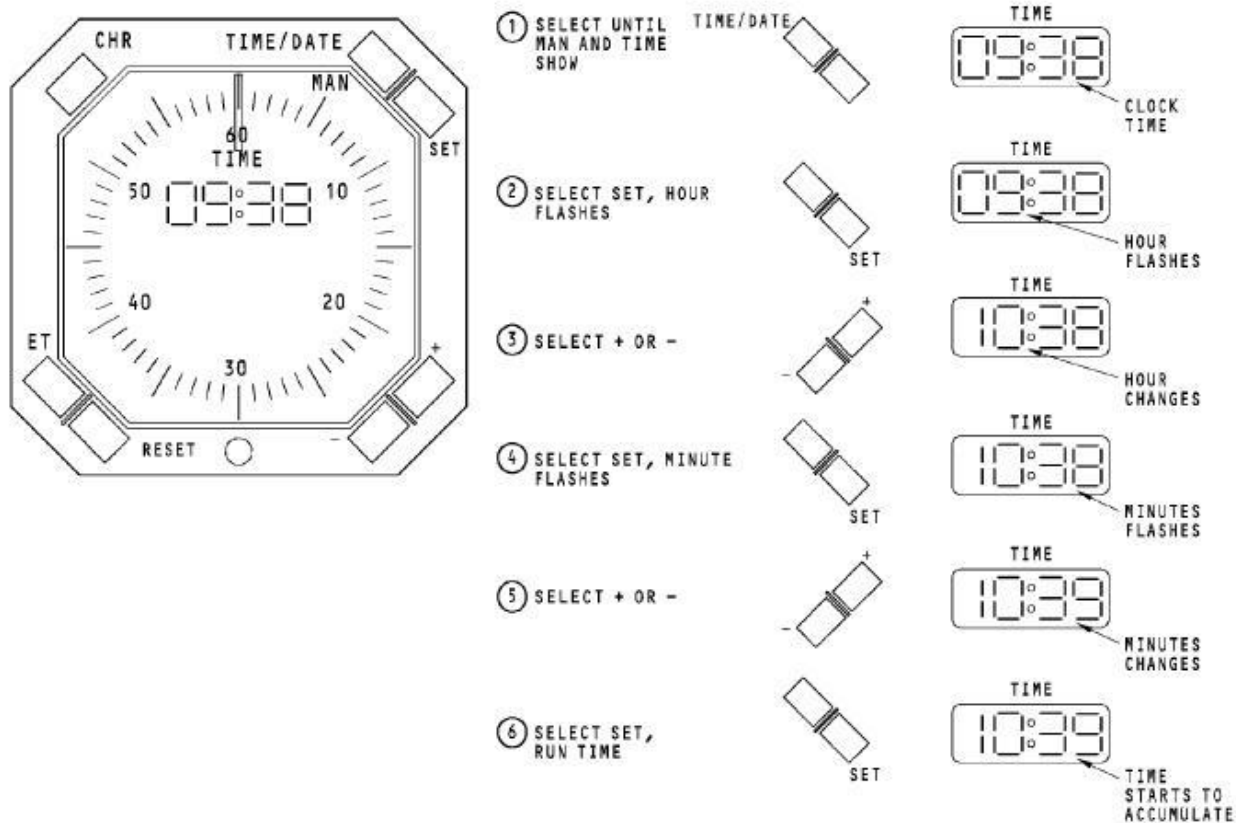 CHR
TIME/DATE
MAN
SET
60
TIME
50
09:38
10
40
20
ET
30
+
RESET
-
1 SELECT UNTIL
MAN AND TIME
SHOW
TIME/DATE
TIME
09:38
CLOCK
TIME
2 SELECT SET, HOUR
FLASHES
SET
TIME
09:38
HOUR
FLASHES
3 SELECT + OR -
+
-
TIME
10:38
HOUR
CHANGES
4 SELECT SET, MINUTE
FLASHES
SET
TIME
10:38
MINUTES
FLASHES
5 SELECT + OR -
+
-
TIME
10:39
MINUTES
CHANGES
6 SELECT SET,
RUN TIME
SET
TIME
10:39
TIME
STARTS TO
ACCUMULATE